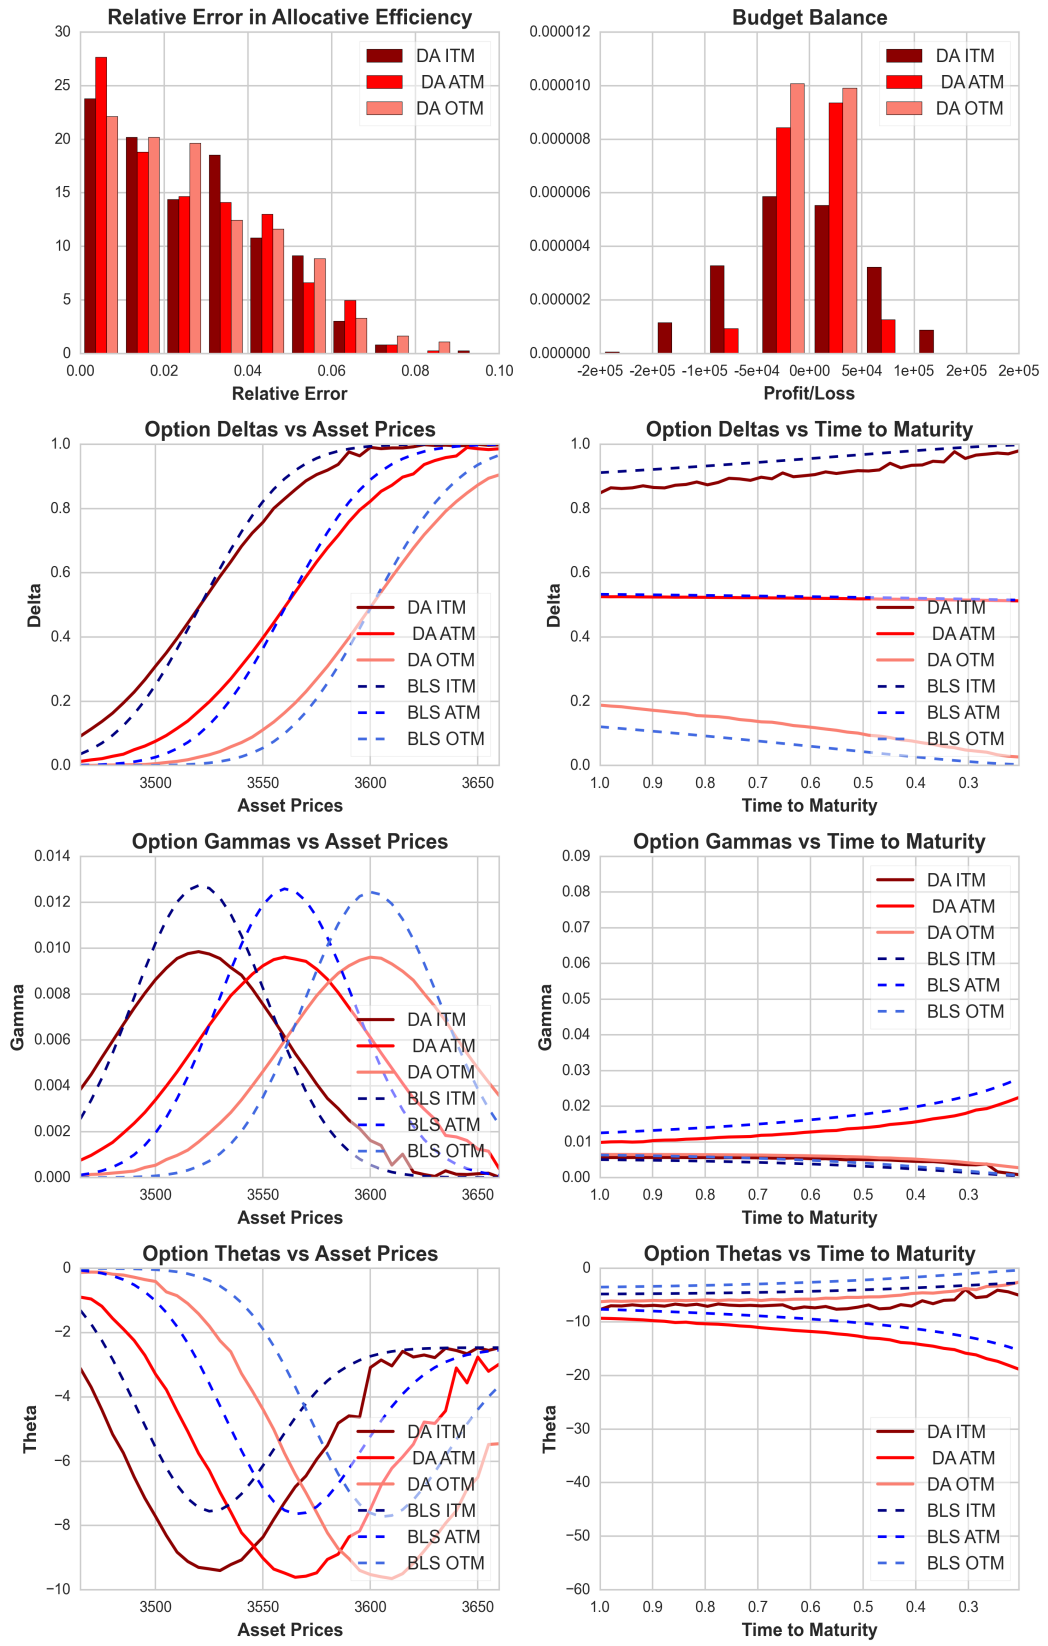 Relative Error in Allocative Efficiency
30
25
20
15
10
5
0
0.00 0.02 0.04 0.06 0.08 0.10
Relative Error
DA ITM
DA ATM
DA OTM
Budget Balance
0.000012
0.000010
0.000008
0.000006
0.000004
0.000002
0.000000
-2e+05 -2e+05 -1e+05 -5e+04 0e+00 5e+04 1e+05 2e+05 2e+05
Profit/Loss
DA ITM
DA ATM
DA OTM
Option Deltas vs Asset Prices
Delta
1.0
0.8
0.6
0.4
0.2
0.0
3500 3550 3600 3650
Asset Prices
DA ITM
DA ATM
DA OTM
BLS ITM
BLS ATM
BLS OTM
Option Deltas vs Time to Maturity
Delta
1.0
0.8
0.6
0.4
0.2
0.0
1.0 0.9 0.8 0.7 0.6 0.5 0.4 0.3
Time to Maturity
DA ITM
DA ATM
DA OTM
BLS ITM
BLS ATM
BLS OTM
Option Gammas vs Asset Prices
Gamma
0.014
0.012
0.010
0.008
0.006
0.004
0.002
0.000
3500 3550 3600 3650
Asset Prices
DA ITM
DA ATM
DA OTM
BLS ITM
BLS ATM
BLS OTM
Option Gammas vs Time to Maturity
Gamma
0.09
0.08
0.07
0.06
0.05
0.04
0.03
0.02
0.01
0.00
1.0 0.9 0.8 0.7 0.6 0.5 0.4 0.3
Time to Maturity
DA ITM
DA ATM
DA OTM
BLS ITM
BLS ATM
BLS OTM
Option Thetas vs Asset Prices
Theta
0
−2
−4
−6
−8
−10
3500 3550 3600 3650
Asset Prices
DA ITM
DA ATM
DA OTM
BLS ITM
BLS ATM
BLS OTM
Option Thetas vs Time to Maturity
Theta
0
−10
−20
−30
−40
−50
−60
1.0 0.9 0.8 0.7 0.6 0.5 0.4 0.3
Time to Maturity
DA ITM
DA ATM
DA OTM
BLS ITM
BLS ATM
BLS OTM